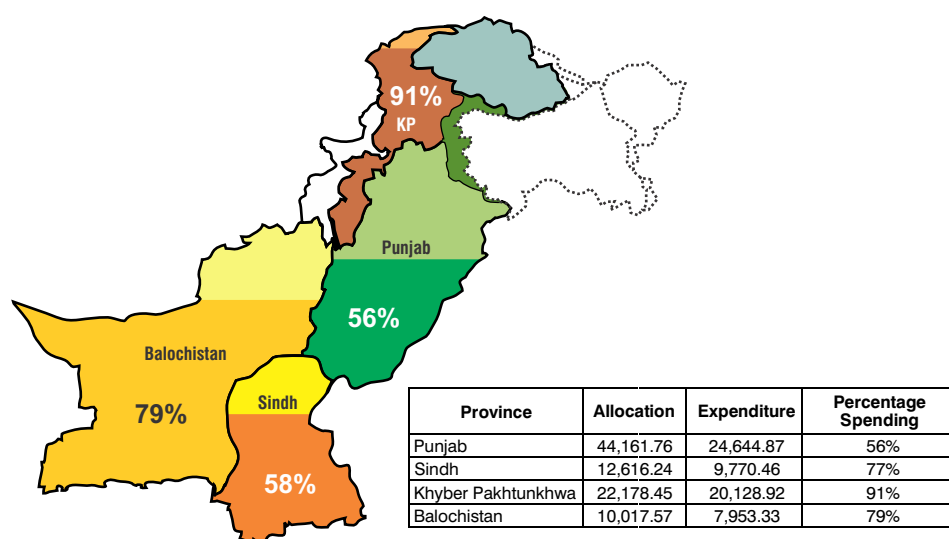 91%
KP
Punjab
56%
Balochistan
79%
Sindh
58%
Province Allocation Expenditure Percentage Spending
Punjab 44,161.76 24,644.87 56%
Sindh 12,616.24 9,770.46 77%
Khyber Pakhtunkhwa 22,178.45 20,128.92 91%
Balochistan 10,017.57 7,953.33 79%